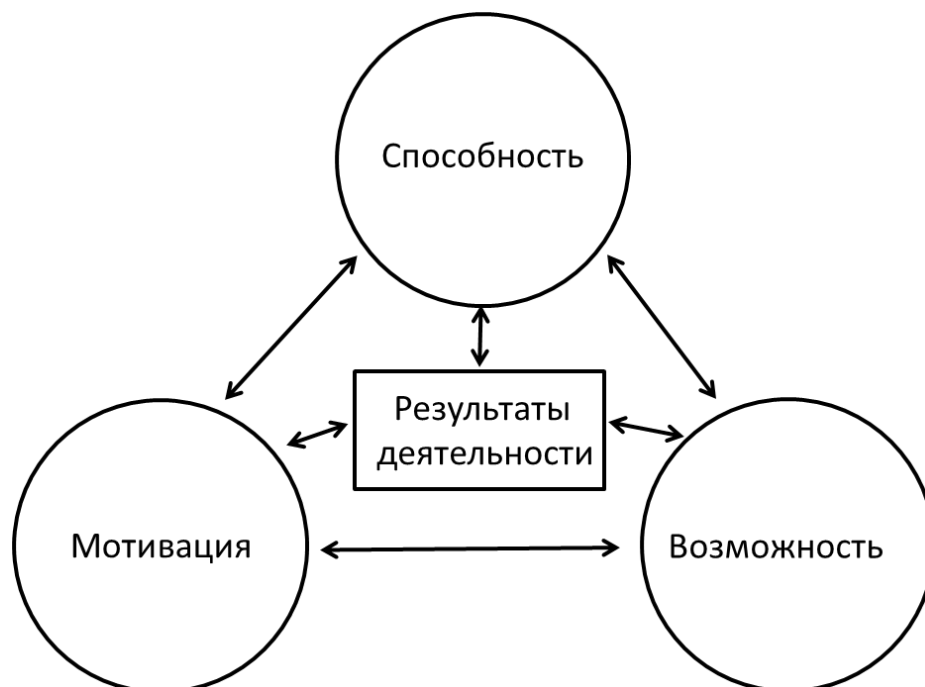 Способность
Результаты
деятельности
Мотивация
Возможность